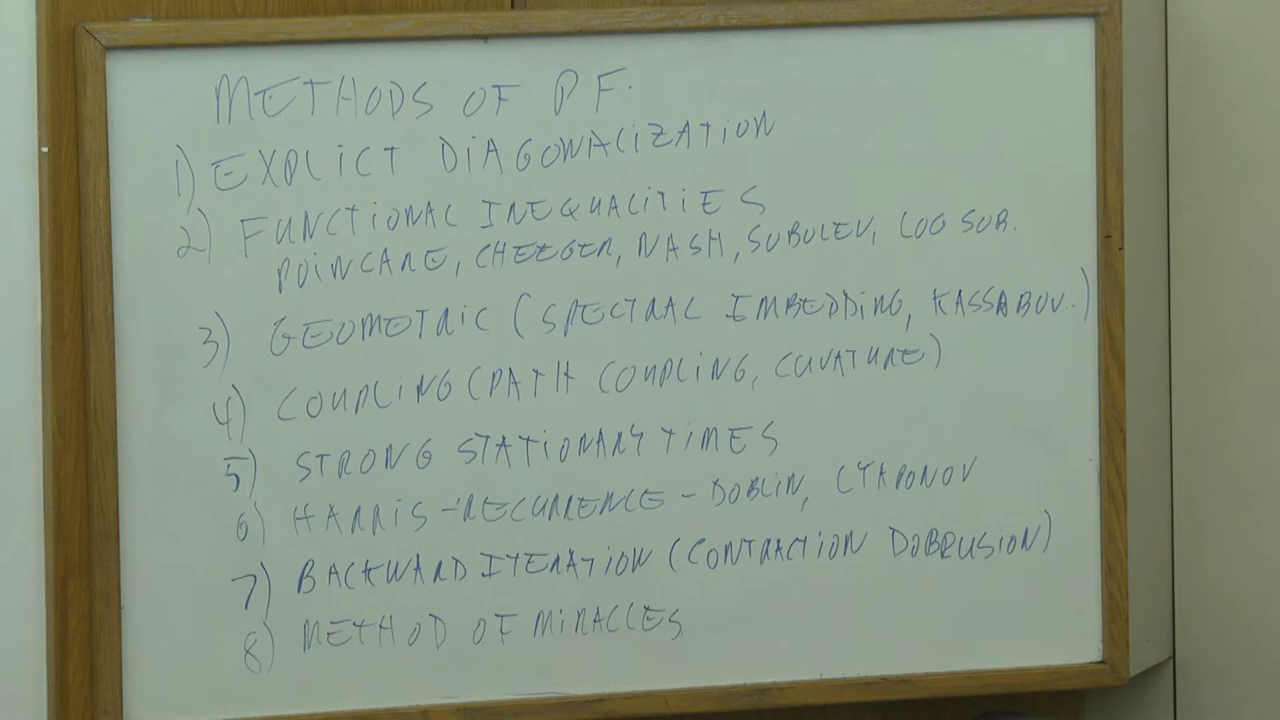 METHODS OF PF.
1) EXPLICT DIAGONALIZATION
2) FUNCTIONAL INEQUALITIES
POINCARE, CHEEGER, NASH, SOBOLEV, LOG SOB.
3) GEOMETRIC (SPECTRAL IMBEDDING, KASSABOV..)
4) COUPLING (PATH COUPLING, CUVATURE)
5) STRONG STATIONARY TIMES
6) HARRIS-RECURRENCE - DOBLIN, LYAPONOV
7) BACKWARD ITERATION (CONTRACTION DOBRUSION)
8) METHOD OF MIRACLES